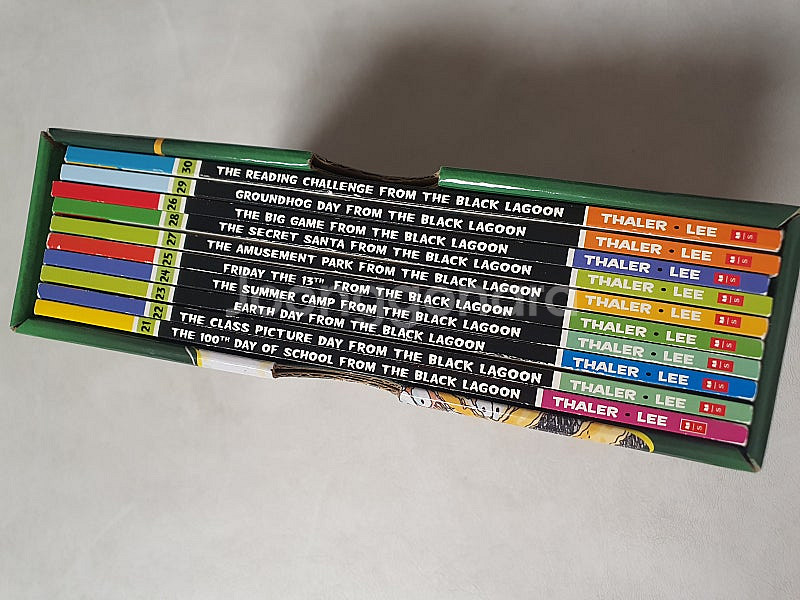 30 THE READING CHALLENGE FROM THE BLACK LAGOON THALER · LEE
29 GROUNDHOG DAY FROM THE BLACK LAGOON THALER · LEE
26 THE BIG GAME FROM THE BLACK LAGOON THALER · LEE
28 THE SECRET SANTA FROM THE BLACK LAGOON THALER · LEE
27 THE AMUSEMENT PARK FROM THE BLACK LAGOON THALER · LEE
25 FRIDAY THE 13TH FROM THE BLACK LAGOON THALER · LEE
24 THE SUMMER CAMP FROM THE BLACK LAGOON THALER · LEE
23 EARTH DAY FROM THE BLACK LAGOON THALER · LEE
22 THE CLASS PICTURE DAY FROM THE BLACK LAGOON THALER · LEE
21 THE 100TH DAY OF SCHOOL FROM THE BLACK LAGOON THALER · LEE